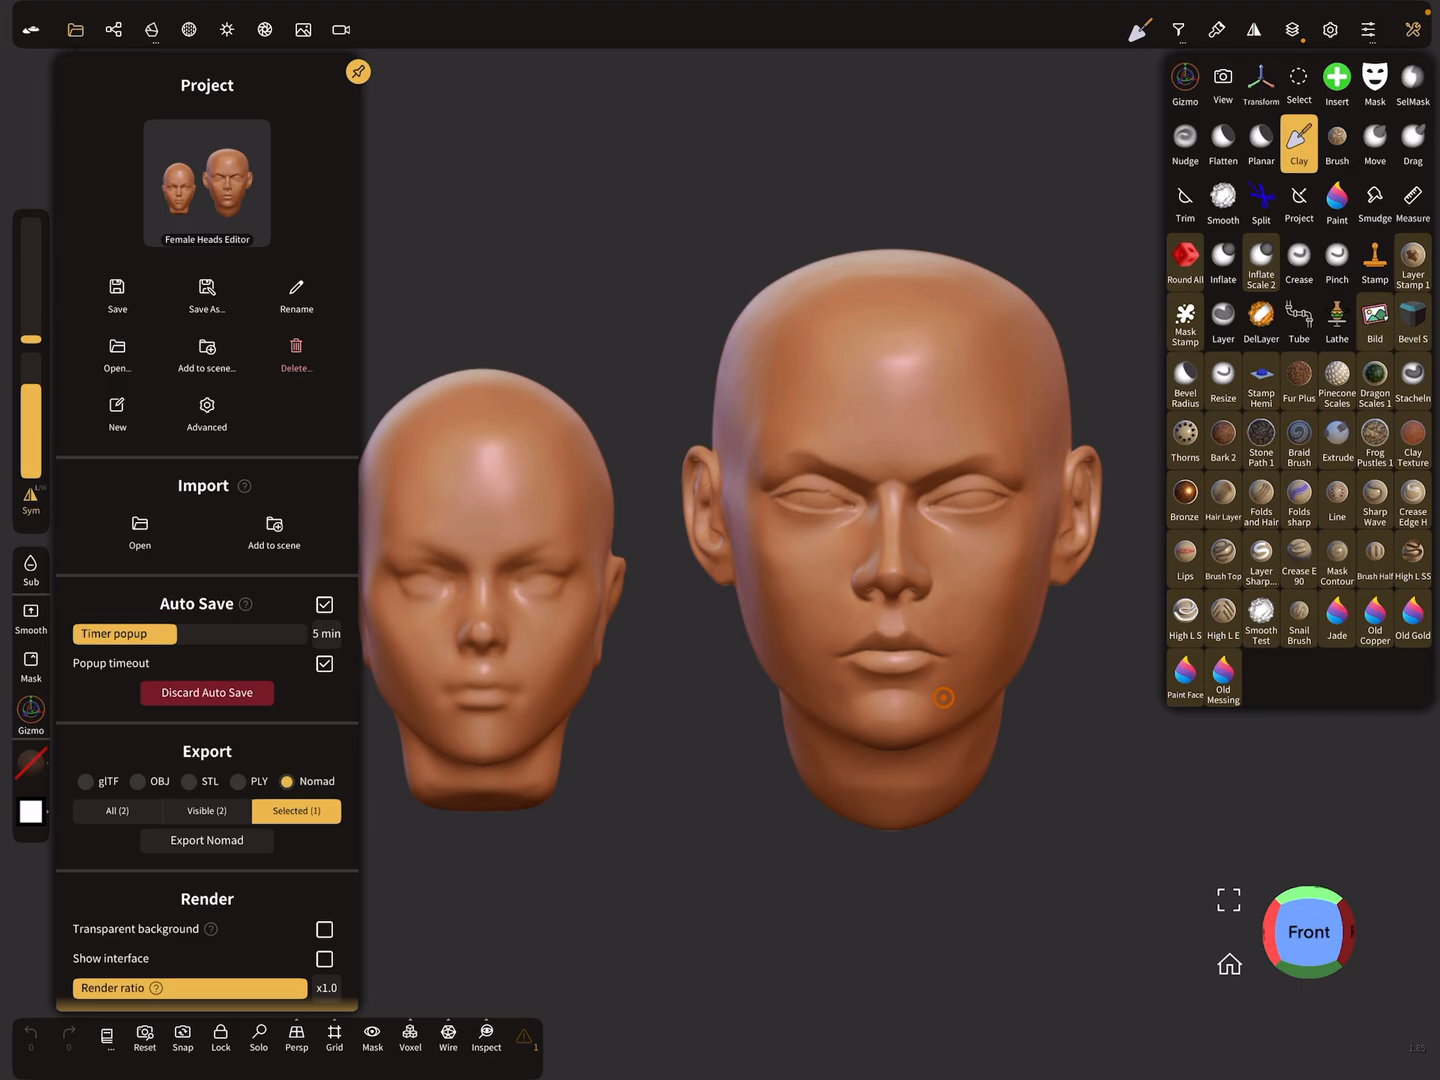 Project
Female Heads Editor
Save
Save As...
Rename
Open...
Add to scene...
Delete...
New
Advanced
Import ?
Open
Add to scene
Auto Save ?
Timer popup
5 min
Popup timeout
Discard Auto Save
Export
glTF
OBJ
STL
PLY
Nomad
All (2)
Visible (2)
Selected (1)
Export Nomad
Render
Transparent background ?
Show interface
Render ratio ?
x1.0
L/W
Sym
Sub
Smooth
Mask
Gizmo
Gizmo
View
Transform
Select
Insert
Mask
SelMask
Nudge
Flatten
Planar
Clay
Brush
Move
Drag
Trim
Smooth
Split
Project
Paint
Smudge
Measure
Round All
Inflate
Inflate
Scale 2
Crease
Pinch
Stamp
Layer
Stamp 1
Mask
Stamp
Layer
DelLayer
Tube
Lathe
Bild
Bevel S
Bevel
Radius
Resize
Stamp
Hemi
Fur Plus
Pinecone
Scales
Dragon
Scales 1
Stacheln
Thorns
Bark 2
Stone
Path 1
Braid
Brush
Extrude
Frog
Pustles 1
Clay
Texture
Bronze
Hair Layer
Folds
and Hair
Folds
sharp
Line
Sharp
Wave
Crease
Edge H
Lips
Brush Top
Layer
Sharp...
Crease E
90
Mask
Contour
Brush Half
High L SS
High L S
High L E
Smooth
Test
Snail
Brush
Jade
Old
Copper
Old Gold
Paint Face
Old
Messing
Front
1.85
0
0
...
Reset
Snap
Lock
Solo
Persp
Grid
Mask
Voxel
Wire
Inspect
1